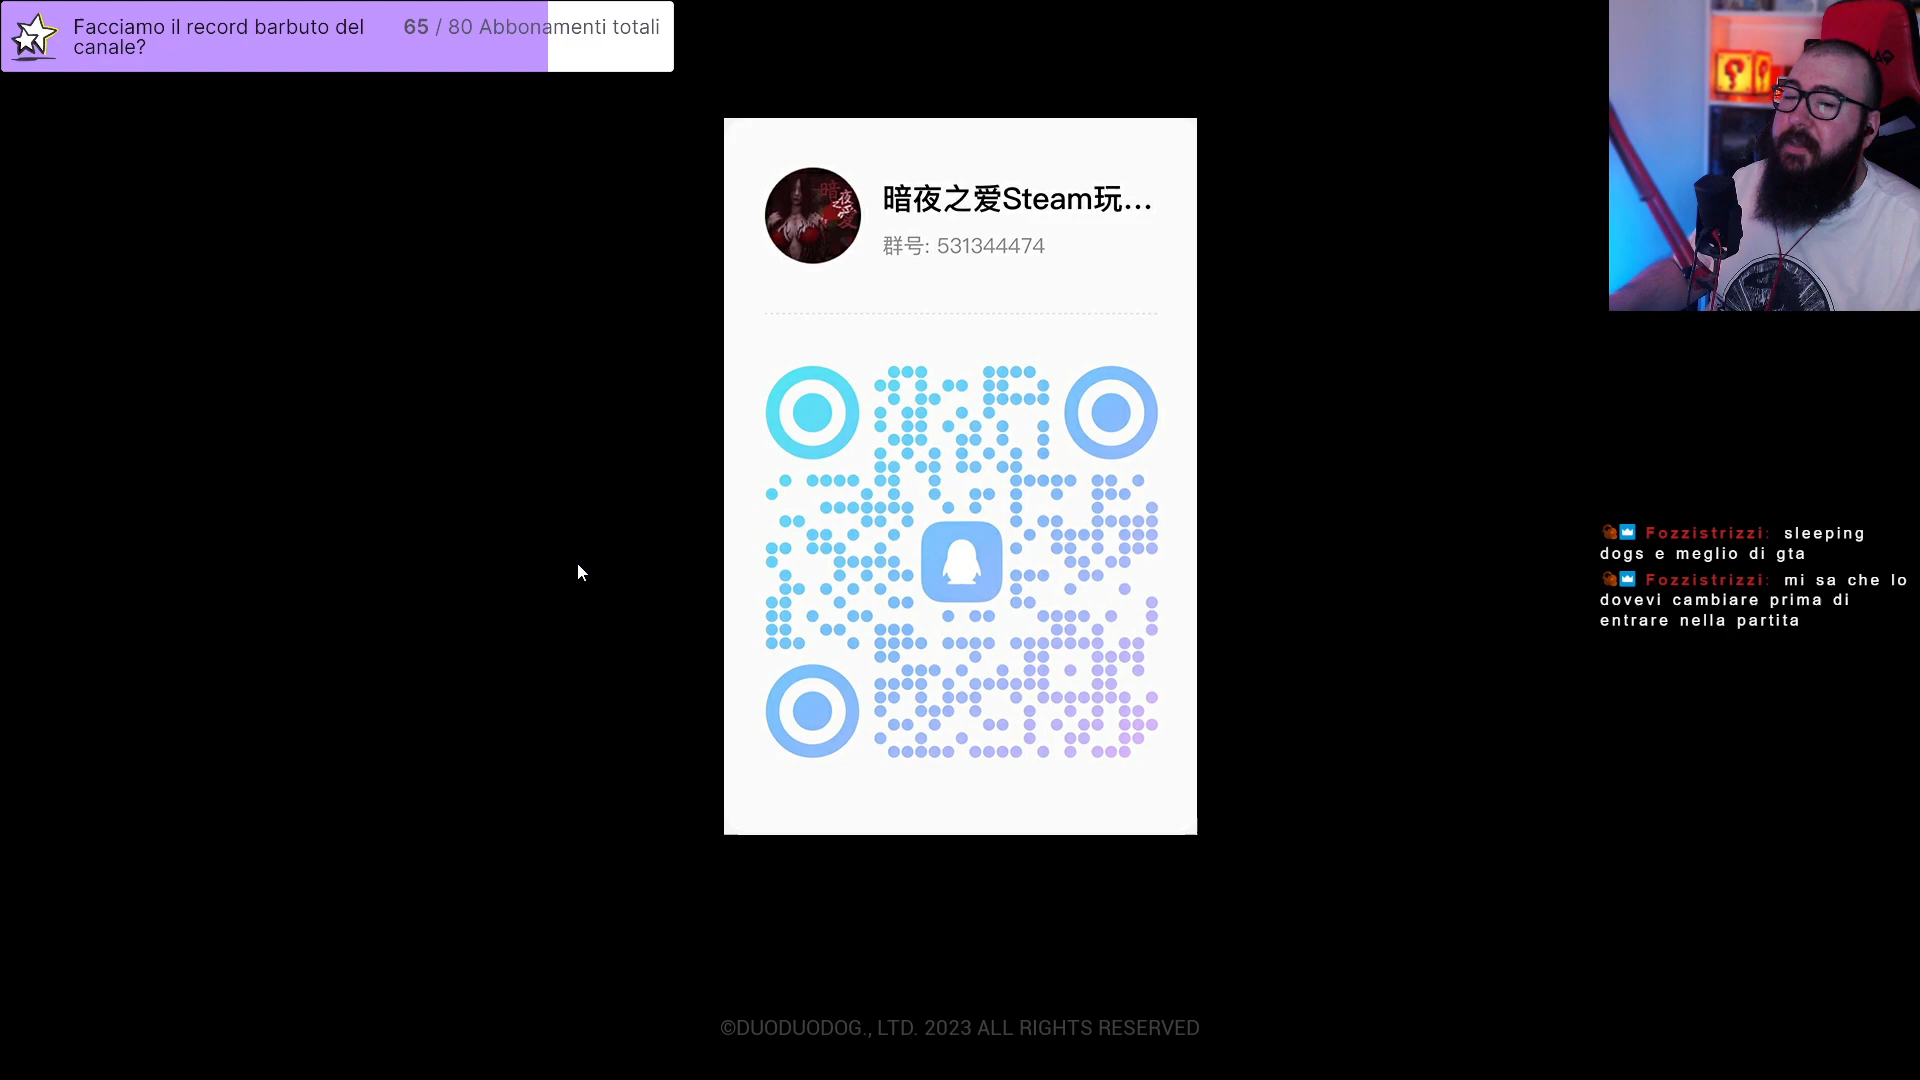 Facciamo il record barbuto del
canale?
65 / 80 Abbonamenti totali
暗夜之爱Steam玩...
群号: 531344474
Fozzistrizzi: sleeping
dogs e meglio di gta
Fozzistrizzi: mi sa che lo
dovevi cambiare prima di
entrare nella partita
©DUODUODOG., LTD. 2023 ALL RIGHTS RESERVED